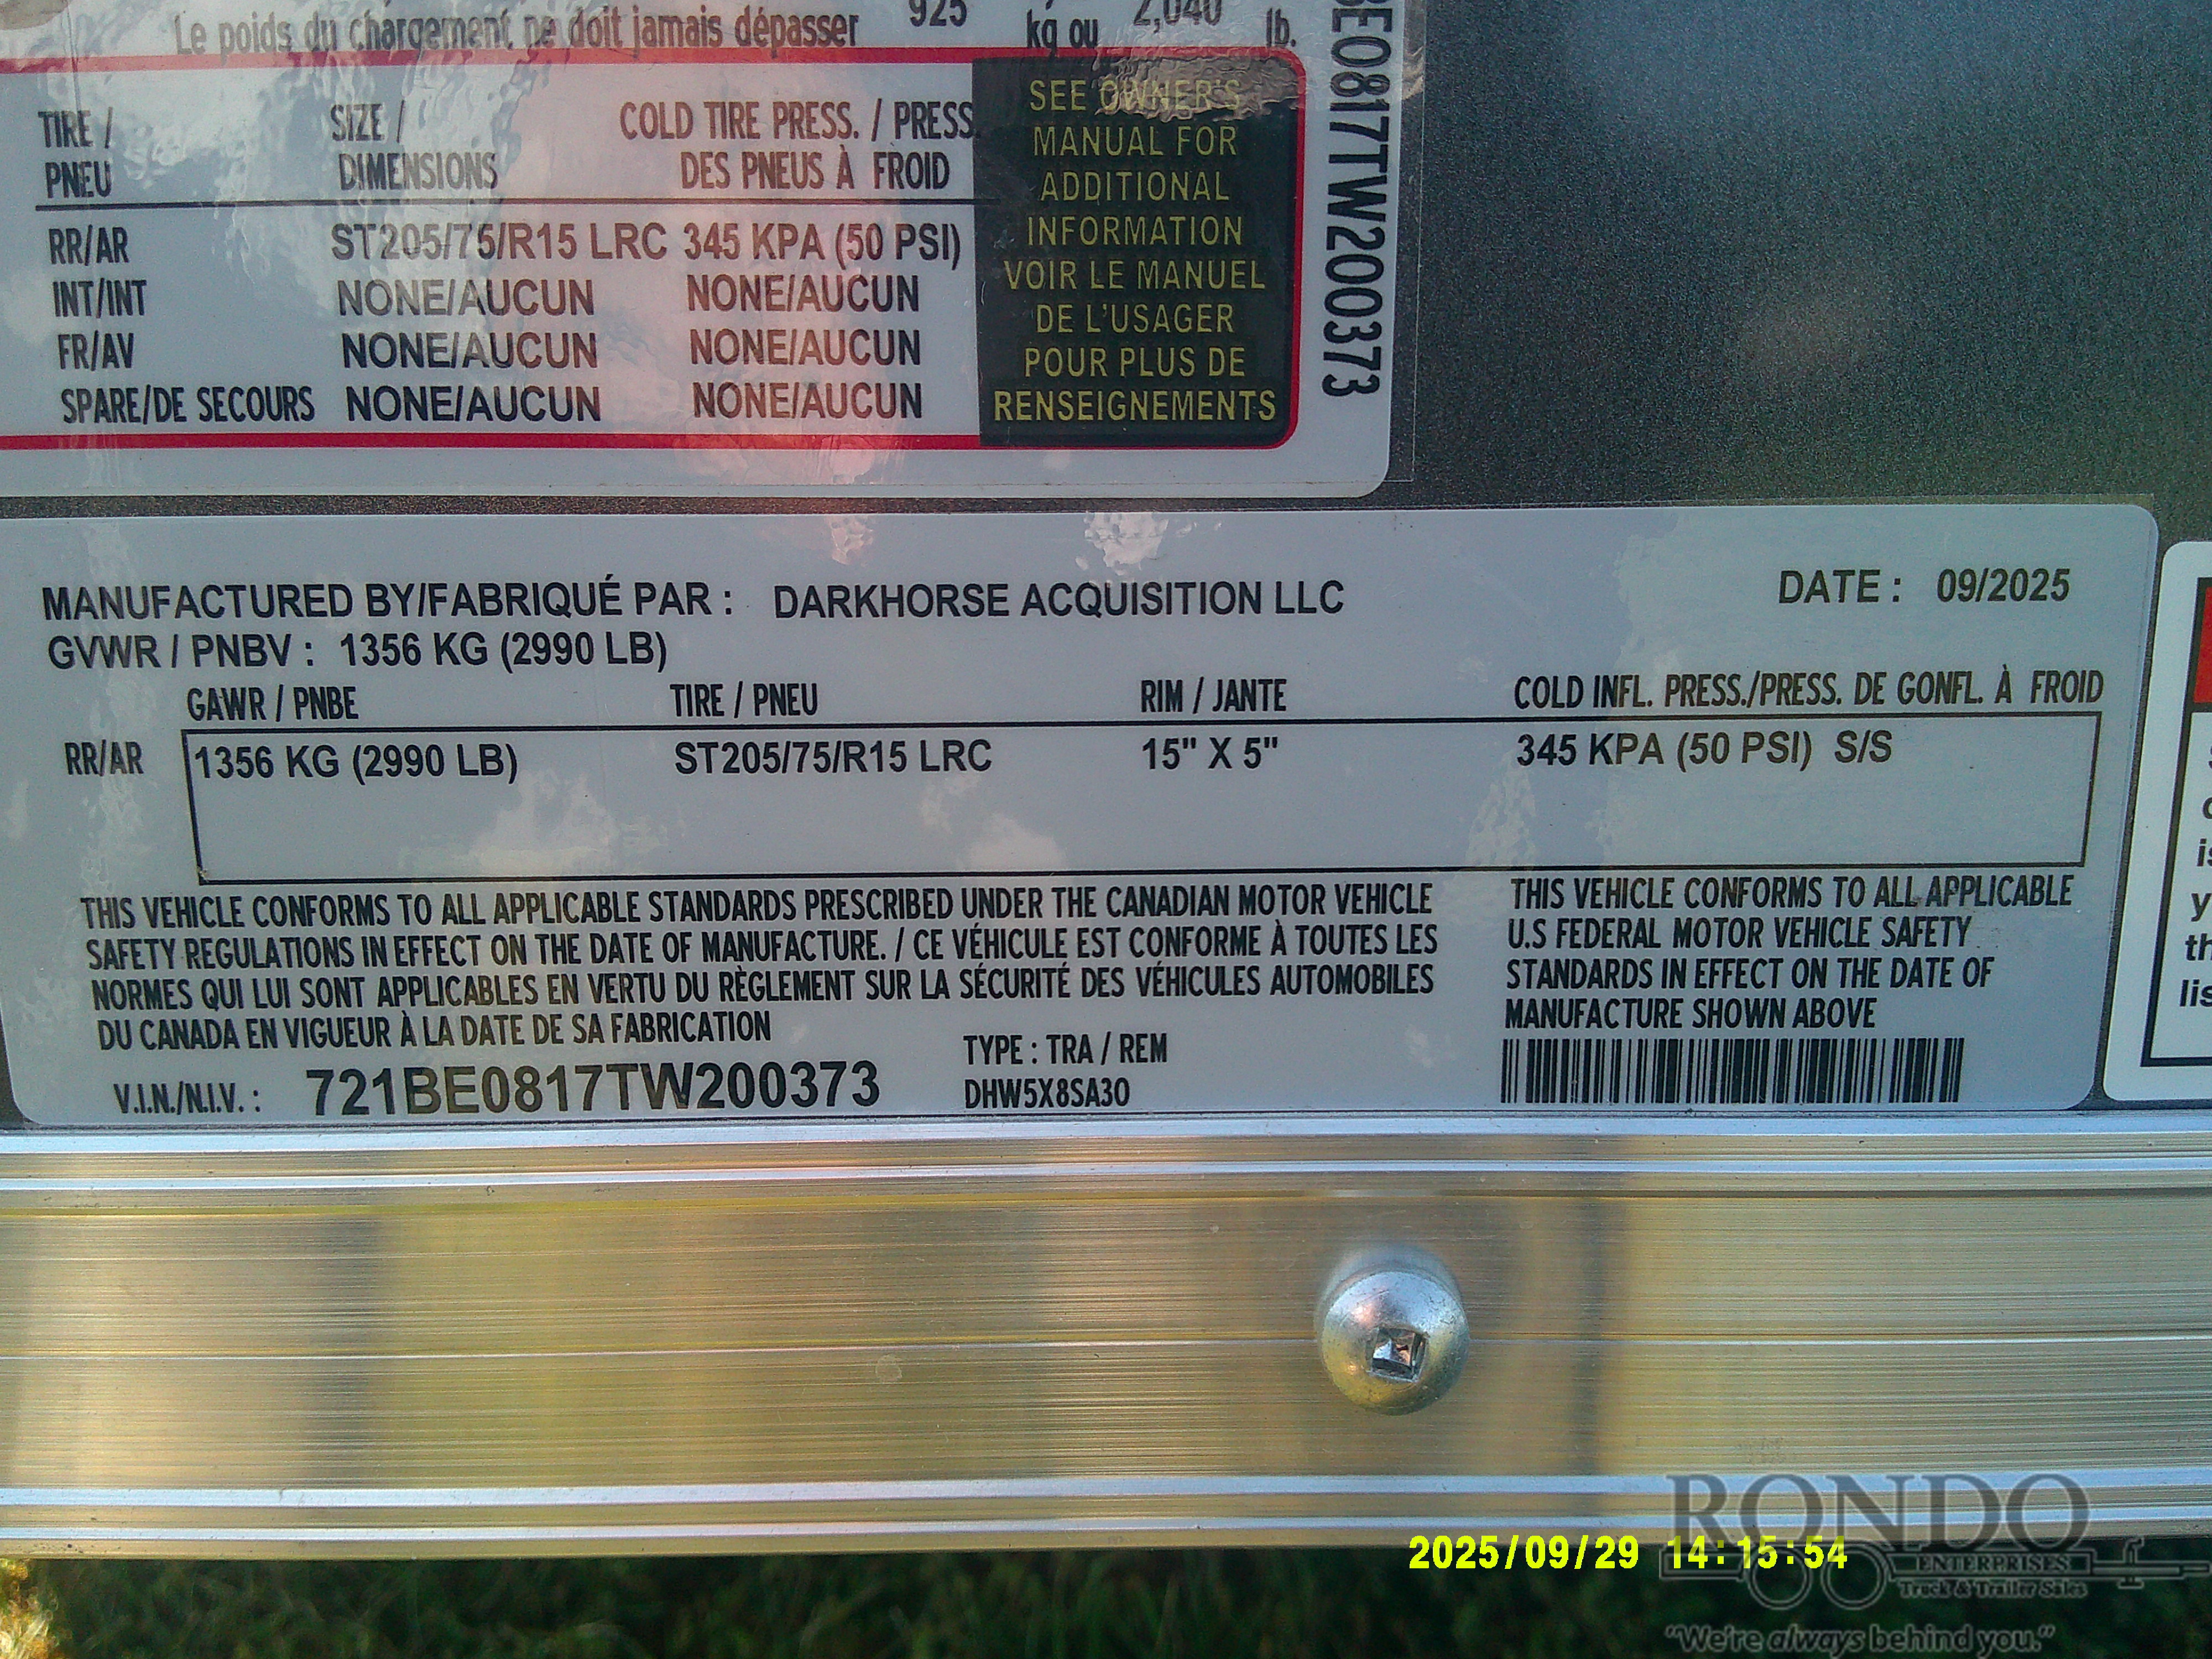 Le poids du chargement ne doit jamais dépasser 925 kg ou 2,040 lb.
TIRE / SIZE / COLD TIRE PRESS. / PRESS.
PNEU DIMENSIONS DES PNEUS À FROID
RR/AR ST205/75/R15 LRC 345 KPA (50 PSI)
INT/INT NONE/AUCUN NONE/AUCUN
FR/AV NONE/AUCUN NONE/AUCUN
SPARE/DE SECOURS NONE/AUCUN NONE/AUCUN
SEE OWNER'S
MANUAL FOR
ADDITIONAL
INFORMATION
VOIR LE MANUEL
DE L'USAGER
POUR PLUS DE
RENSEIGNEMENTS
BE0817TW200373
MANUFACTURED BY/FABRIQUÉ PAR : DARKHORSE ACQUISITION LLC DATE : 09/2025
GVWR / PNBV : 1356 KG (2990 LB)
GAWR / PNBE TIRE / PNEU RIM / JANTE COLD INFL. PRESS./PRESS. DE GONFL. À FROID
RR/AR 1356 KG (2990 LB) ST205/75/R15 LRC 15" X 5" 345 KPA (50 PSI) S/S
THIS VEHICLE CONFORMS TO ALL APPLICABLE STANDARDS PRESCRIBED UNDER THE CANADIAN MOTOR VEHICLE
SAFETY REGULATIONS IN EFFECT ON THE DATE OF MANUFACTURE. / CE VÉHICULE EST CONFORME À TOUTES LES
NORMES QUI LUI SONT APPLICABLES EN VERTU DU RÈGLEMENT SUR LA SÉCURITÉ DES VÉHICULES AUTOMOBILES
DU CANADA EN VIGUEUR À LA DATE DE SA FABRICATION
THIS VEHICLE CONFORMS TO ALL APPLICABLE
U.S FEDERAL MOTOR VEHICLE SAFETY
STANDARDS IN EFFECT ON THE DATE OF
MANUFACTURE SHOWN ABOVE
V.I.N./N.I.V. : 721BE0817TW200373
TYPE : TRA / REM
DHW5X8SA30
2025/09/29 14:15:54
RONDO
ENTERPRISES
Truck & Trailer Sales
"We're always behind you."